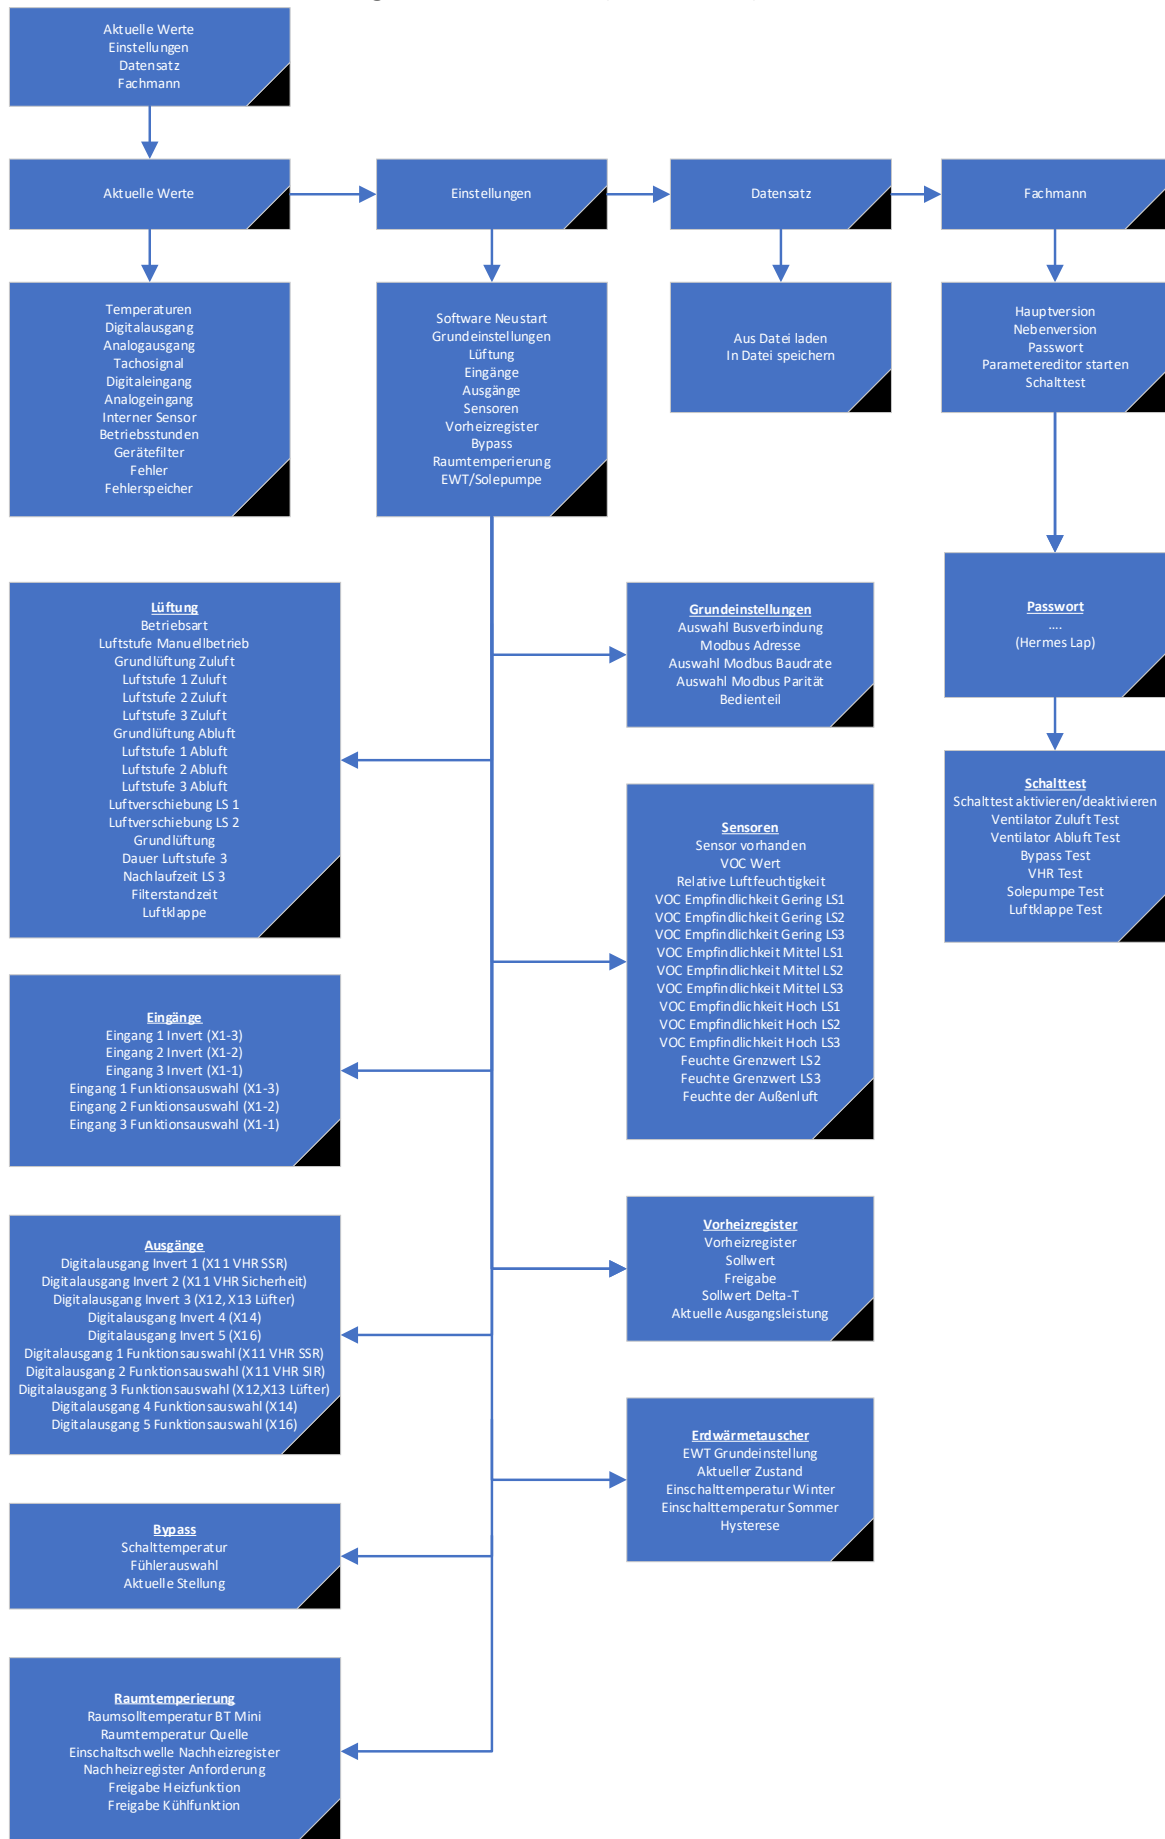 Aktuelle Werte
Einstellungen
Datensatz
Fachmann
Aktuelle Werte
Einstellungen
Datensatz
Fachmann
Temperaturen
Digitalausgang
Analogausgang
Tachosignal
Digitaleingang
Analogeingang
Interner Sensor
Betriebsstunden
Gerätefilter
Fehler
Fehlerspeicher
Software Neustart
Grundeinstellungen
Lüftung
Eingänge
Ausgänge
Sensoren
Vorheizregister
Bypass
Raumtemperierung
EWT/Solepumpe
Aus Datei laden
In Datei speichern
Hauptversion
Nebenversion
Passwort
Parametereditor starten
Schalttest
Lüftung
Betriebsart
Luftstufe Manuellbetrieb
Grundlüftung Zuluft
Luftstufe 1 Zuluft
Luftstufe 2 Zuluft
Luftstufe 3 Zuluft
Grundlüftung Abluft
Luftstufe 1 Abluft
Luftstufe 2 Abluft
Luftstufe 3 Abluft
Luftverschiebung LS 1
Luftverschiebung LS 2
Grundlüftung
Dauer Luftstufe 3
Nachlaufzeit LS 3
Filterstandzeit
Luftklappe
Grundeinstellungen
Auswahl Busverbindung
Modbus Adresse
Auswahl Modbus Baudrate
Auswahl Modbus Parität
Bedienteil
Passwort
....
(Hermes Lap)
Schalttest
Schalttest aktivieren/deaktivieren
Ventilator Zuluft Test
Ventilator Abluft Test
Bypass Test
VHR Test
Solepumpe Test
Luftklappe Test
Sensoren
Sensor vorhanden
VOC Wert
Relative Luftfeuchtigkeit
VOC Empfindlichkeit Gering LS1
VOC Empfindlichkeit Gering LS2
VOC Empfindlichkeit Gering LS3
VOC Empfindlichkeit Mittel LS1
VOC Empfindlichkeit Mittel LS2
VOC Empfindlichkeit Mittel LS3
VOC Empfindlichkeit Hoch LS1
VOC Empfindlichkeit Hoch LS2
VOC Empfindlichkeit Hoch LS3
Feuchte Grenzwert LS2
Feuchte Grenzwert LS3
Feuchte der Außenluft
Eingänge
Eingang 1 Invert (X1-3)
Eingang 2 Invert (X1-2)
Eingang 3 Invert (X1-1)
Eingang 1 Funktionsauswahl (X1-3)
Eingang 2 Funktionsauswahl (X1-2)
Eingang 3 Funktionsauswahl (X1-1)
Ausgänge
Digitalausgang Invert 1 (X11 VHR SSR)
Digitalausgang Invert 2 (X11 VHR Sicherheit)
Digitalausgang Invert 3 (X12, X13 Lüfter)
Digitalausgang Invert 4 (X14)
Digitalausgang Invert 5 (X16)
Digitalausgang 1 Funktionsauswahl (X11 VHR SSR)
Digitalausgang 2 Funktionsauswahl (X11 VHR SIR)
Digitalausgang 3 Funktionsauswahl (X12,X13 Lüfter)
Digitalausgang 4 Funktionsauswahl (X14)
Digitalausgang 5 Funktionsauswahl (X16)
Vorheizregister
Vorheizregister
Sollwert
Freigabe
Sollwert Delta-T
Aktuelle Ausgangsleistung
Erdwärmetauscher
EWT Grundeinstellung
Aktueller Zustand
Einschalttemperatur Winter
Einschalttemperatur Sommer
Hysterese
Bypass
Schalttemperatur
Fühlerauswahl
Aktuelle Stellung
Raumtemperierung
Raumsolltemperatur BT Mini
Raumtemperatur Quelle
Einschaltschwelle Nachheizregister
Nachheizregister Anforderung
Freigabe Heizfunktion
Freigabe Kühlfunktion